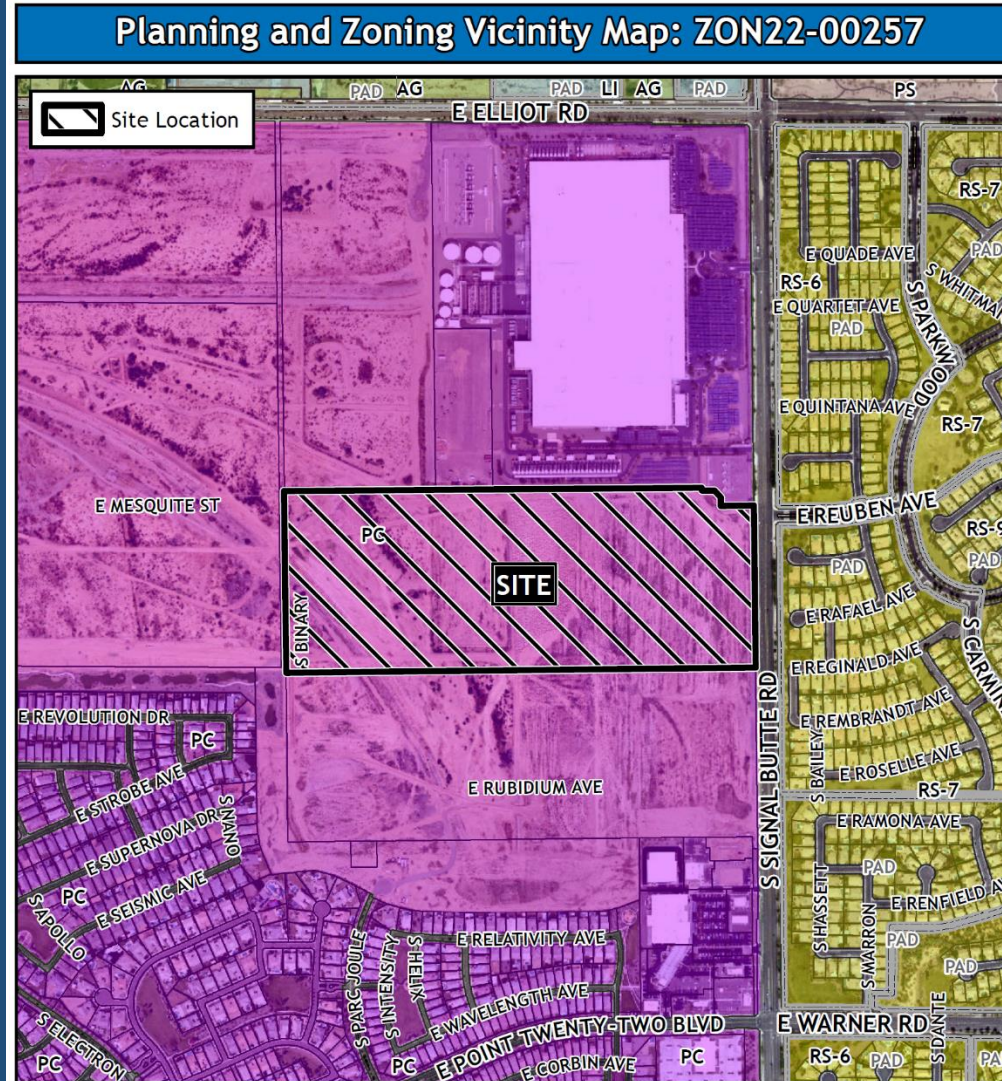 Planning and Zoning Vicinity Map: ZON22-00257
AG
PAD AG
PAD LI AG PAD
PS
Site Location
E ELLIOT RD
RS-7
E QUADE AVE
PAD
RS-6
S WHITMA
E QUARTET AVE
PAD
S PARKWOOD
E QUINTANA AVE
RS-7
E MESQUITE ST
E REUBEN AVE
PC
RS-9
PAD
PAD
SITE
E RAFAEL AVE
S BINARY
S CARMIN
E REGINALD AVE
S SIGNAL BUTTE RD
E REMBRANDT AVE
E REVOLUTION DR
PC
S BAILEY
E ROSELLE AVE
E RUBIDIUM AVE
RS-7
E STROBE AVE
S NANO
E RAMONA AVE
E SUPERNOVA DR
PAD
PC
E SEISMIC AVE
S HASSETT
E RENFIELD A
S APOLLO
S MARRON
PAD
S PARC JOULE
S INTENSITY
S HELIX
E RELATIVITY AVE
PAD
E WAVELENGTH AVE
S DANTE
S ELECTRON
E POINT TWENTY-TWO BLVD
E WARNER RD
PC
PC
E CORBIN AVE
PC
RS-6
PAD
PA